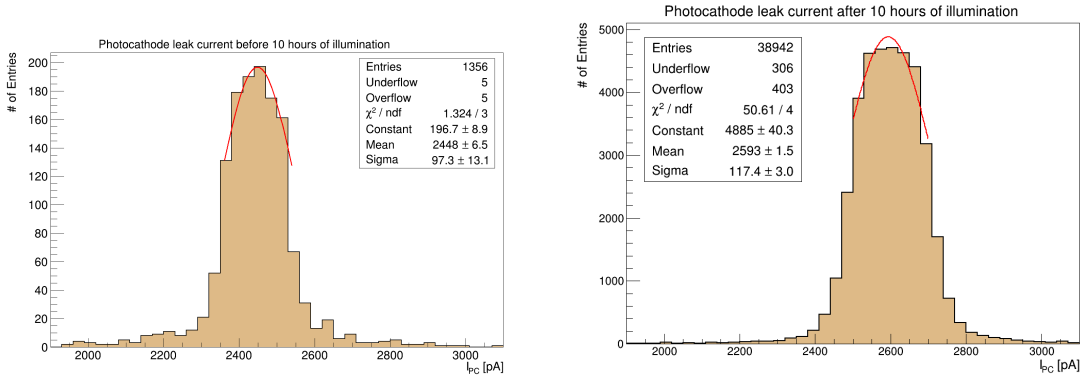 Photocathode leak current before 10 hours of illumination
# of Entries
200
180
160
140
120
100
80
60
40
20
0
2000 2200 2400 2600 2800 3000
I_PC [pA]
Entries 1356
Underflow 5
Overflow 5
χ² / ndf 1.324 / 3
Constant 196.7 ± 8.9
Mean 2448 ± 6.5
Sigma 97.3 ± 13.1
Photocathode leak current after 10 hours of illumination
# of Entries
5000
4000
3000
2000
1000
0
2000 2200 2400 2600 2800 3000
I_PC [pA]
Entries 38942
Underflow 306
Overflow 403
χ² / ndf 50.61 / 4
Constant 4885 ± 40.3
Mean 2593 ± 1.5
Sigma 117.4 ± 3.0